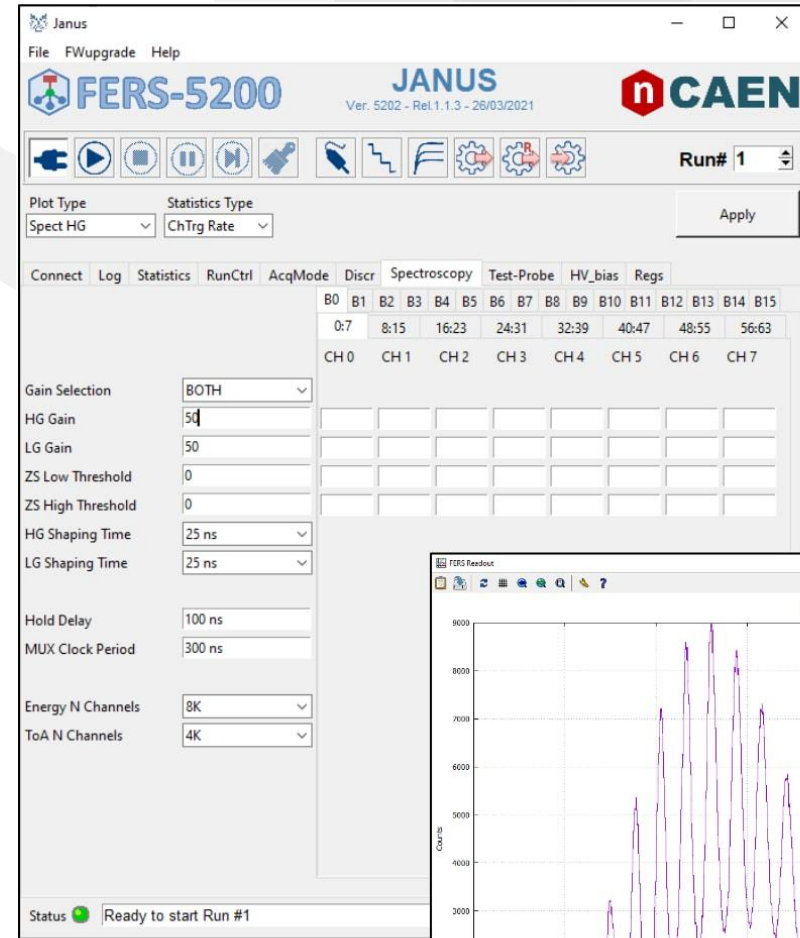 Janus
File FWupgrade Help
FERS-5200
JANUS
Ver. 5202 - Rel.1.1.3 - 26/03/2021
n CAEN
R
Run# 1
Plot Type Statistics Type
Spect HG ChTrg Rate
Apply
Connect Log Statistics RunCtrl AcqMode Discr Spectroscopy Test-Probe HV_bias Regs
B0 B1 B2 B3 B4 B5 B6 B7 B8 B9 B10 B11 B12 B13 B14 B15
0:7 8:15 16:23 24:31 32:39 40:47 48:55 56:63
CH 0 CH 1 CH 2 CH 3 CH 4 CH 5 CH 6 CH 7
Gain Selection BOTH
HG Gain 50
LG Gain 50
ZS Low Threshold 0
ZS High Threshold 0
HG Shaping Time 25 ns
LG Shaping Time 25 ns
Hold Delay 100 ns
MUX Clock Period 300 ns
Energy N Channels 8K
ToA N Channels 4K
Status Ready to start Run #1
FERS Readout
?
9000
8000
7000
6000
5000
4000
3000
Counts